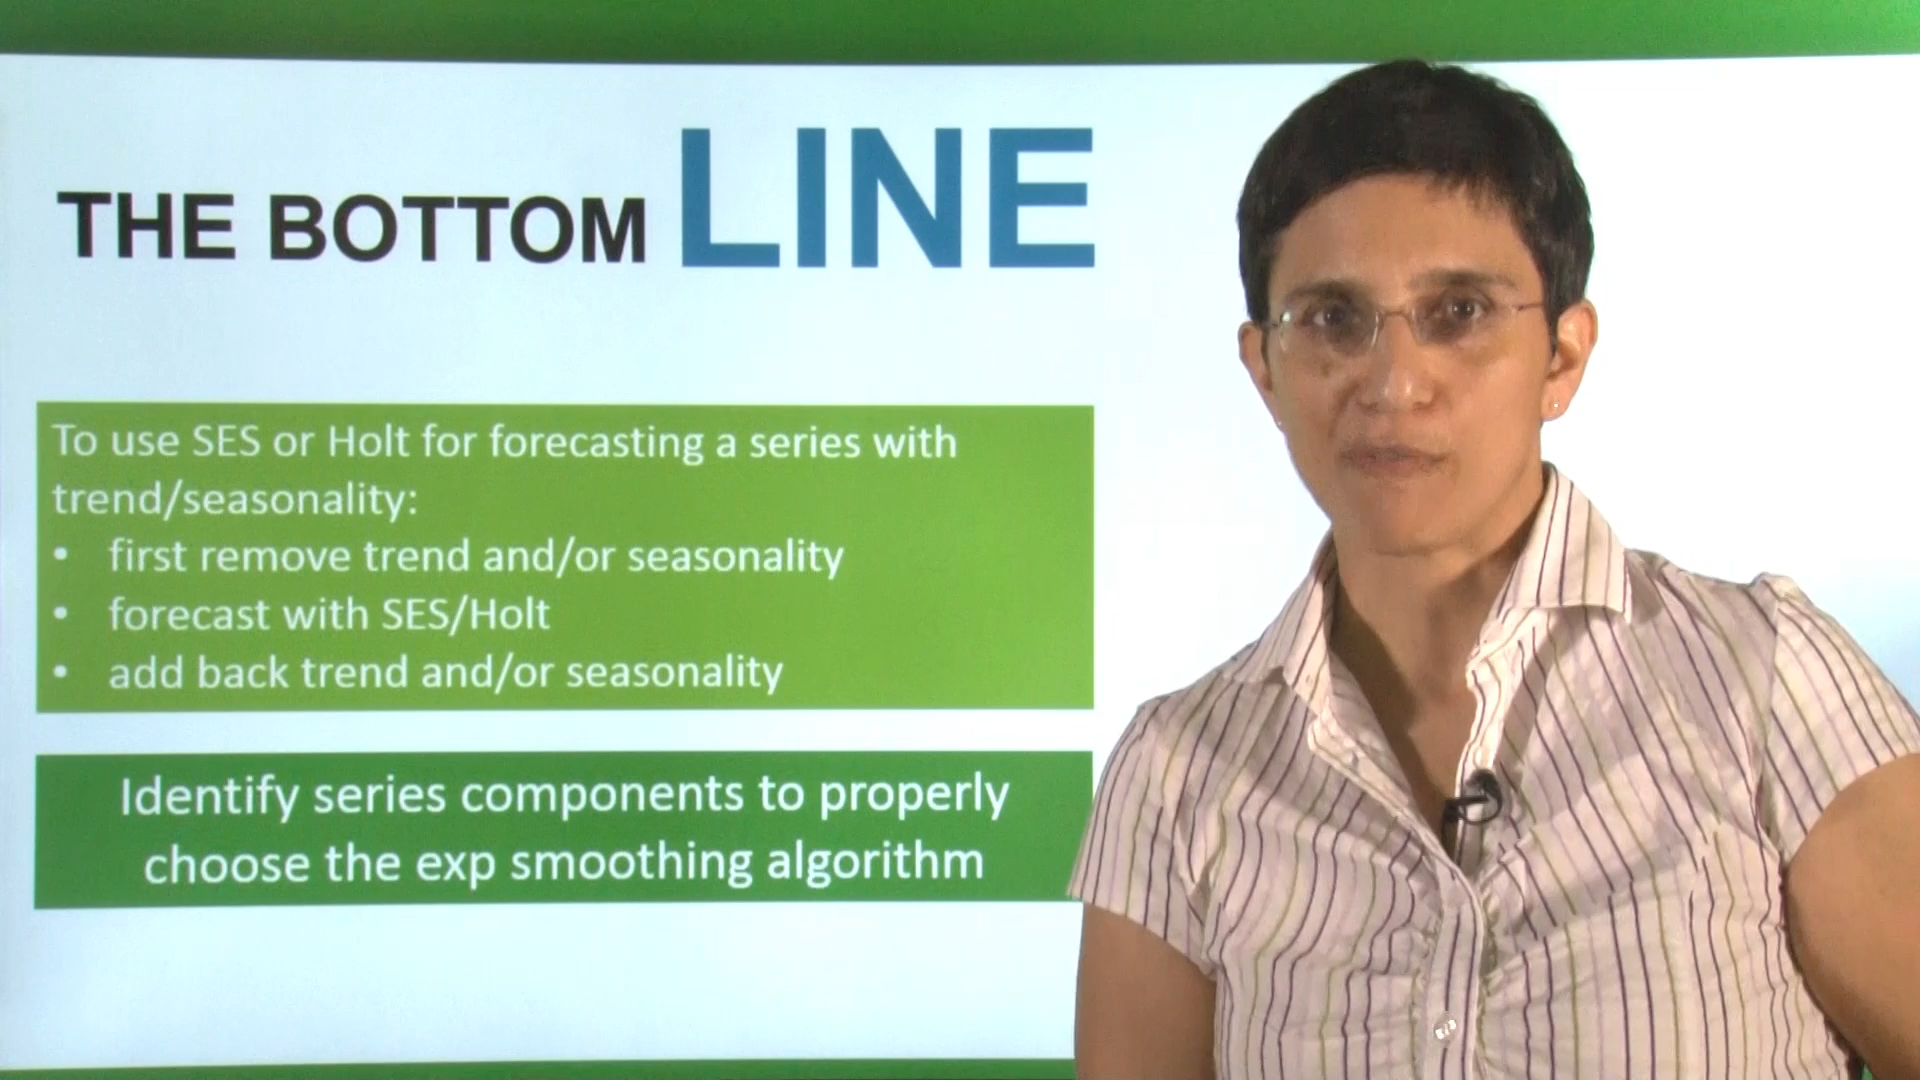 THE BOTTOM LINE
To use SES or Holt for forecasting a series with
trend/seasonality:
• first remove trend and/or seasonality
• forecast with SES/Holt
• add back trend and/or seasonality
Identify series components to properly
choose the exp smoothing algorithm